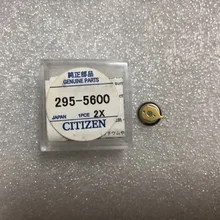 純正部品
GENUINE PARTS
295-5600
JAPAN 1PCE 2X
CITIZEN